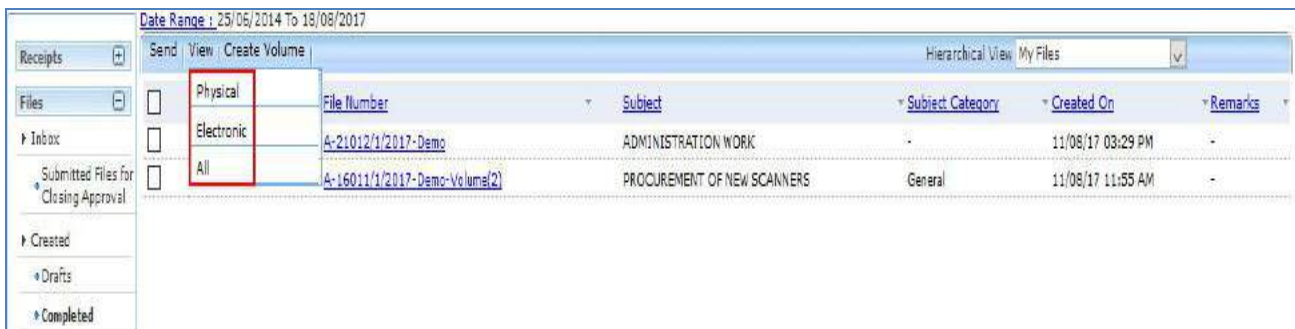 Date Range : 25/06/2014 To 18/08/2017
Receipts
Send View Create Volume Hierarchical View My Files
Files
Physical
Electronic
All
File Number Subject Subject Category Created On Remarks
A-21012/1/2017-Demo ADMINISTRATION WORK - 11/08/17 03:29 PM -
A-16011/1/2017-Demo-Volume(2) PROCUREMENT OF NEW SCANNERS General 11/08/17 11:55 AM -
Inbox
Submitted Files for
Closing Approval
Created
Drafts
Completed